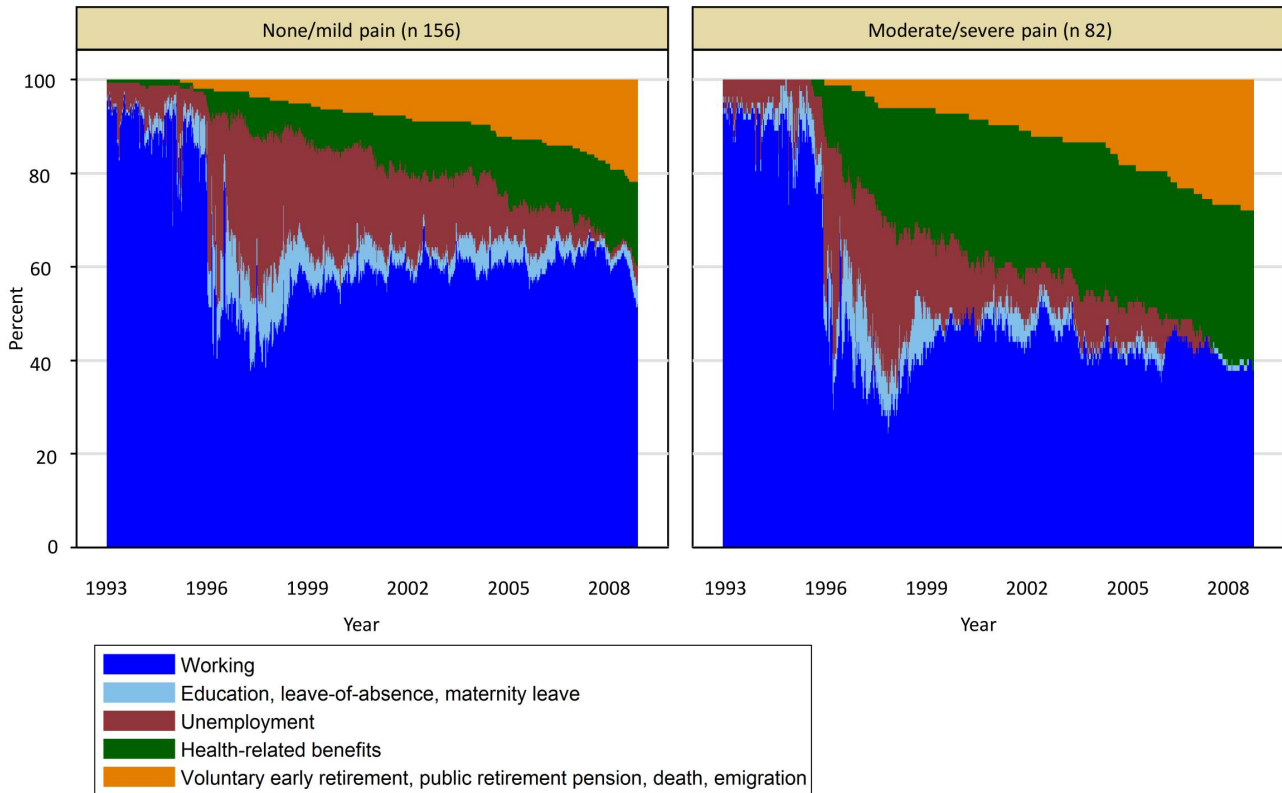 None/mild pain (n 156)
Moderate/severe pain (n 82)
Percent
100
80
60
40
20
0
1993 1996 1999 2002 2005 2008
Year
1993 1996 1999 2002 2005 2008
Year
Working
Education, leave-of-absence, maternity leave
Unemployment
Health-related benefits
Voluntary early retirement, public retirement pension, death, emigration